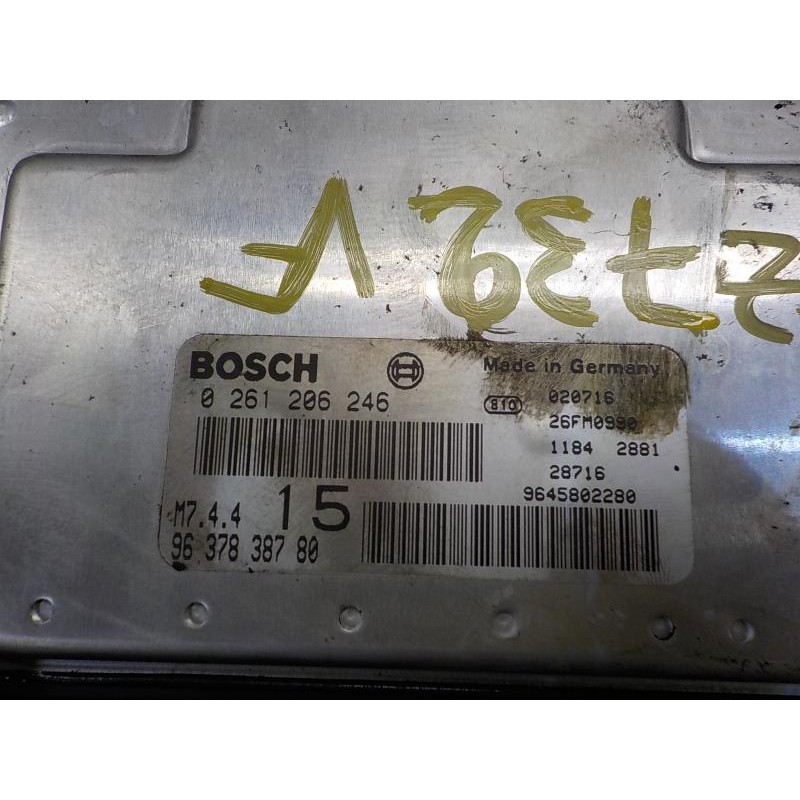 BOSCH
0 261 206 246
M7.4.4 15
96 378 387 80
Made in Germany
810 020716
26FM0990
1184 2881
28716
9645802280